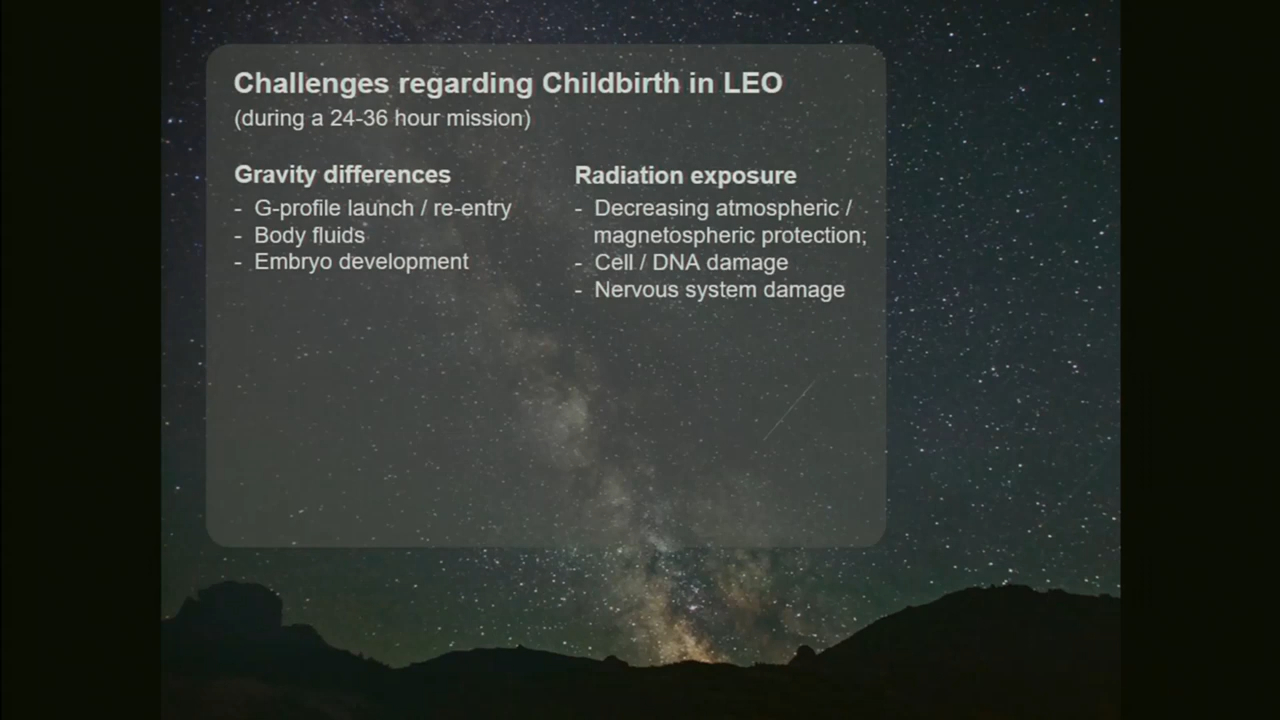 Challenges regarding Childbirth in LEO
(during a 24-36 hour mission)
Gravity differences
- G-profile launch / re-entry
- Body fluids
- Embryo development
Radiation exposure
- Decreasing atmospheric /
magnetospheric protection;
- Cell / DNA damage
- Nervous system damage